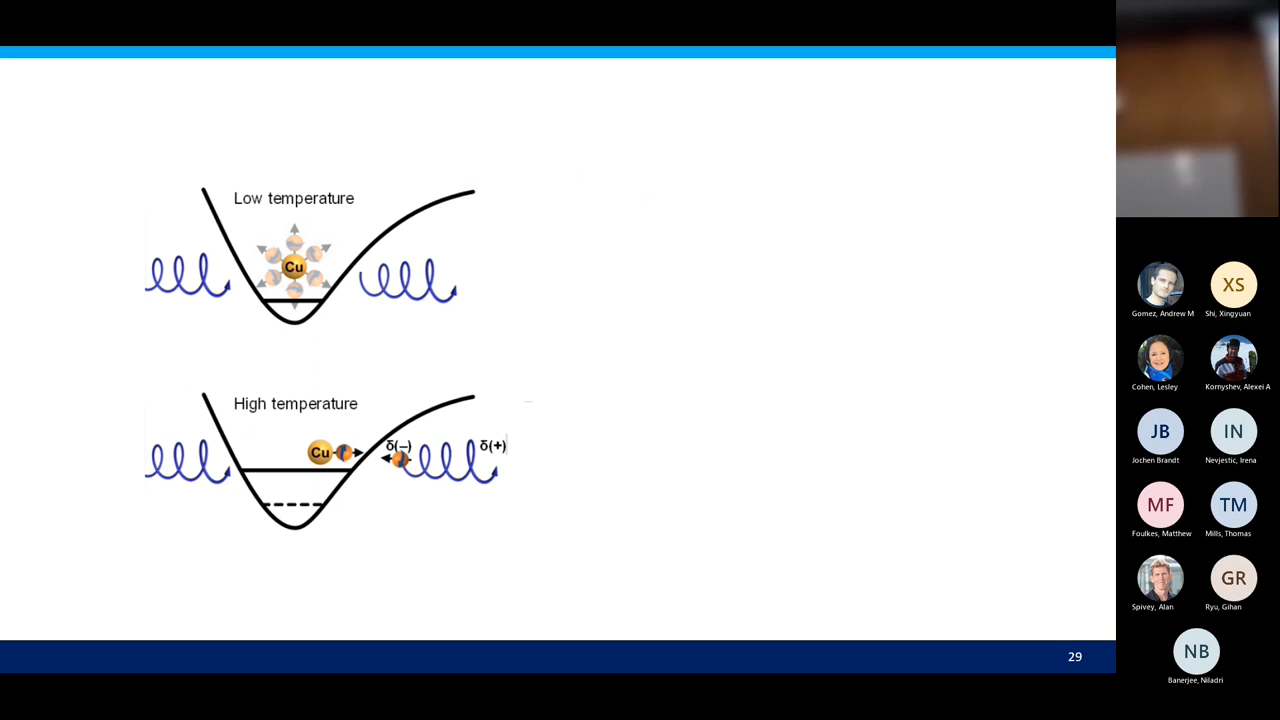 Low temperature
Cu
High temperature
Cu
δ(−)
δ(+)
29
Gomez, Andrew M
XS
Shi, Xingyuan
Cohen, Lesley
Kornyshev, Alexei A
JB
Jochen Brandt
IN
Nevjestic, Irena
MF
Foulkes, Matthew
TM
Mills, Thomas
Spivey, Alan
GR
Ryu, Gihan
NB
Banerjee, Niladri